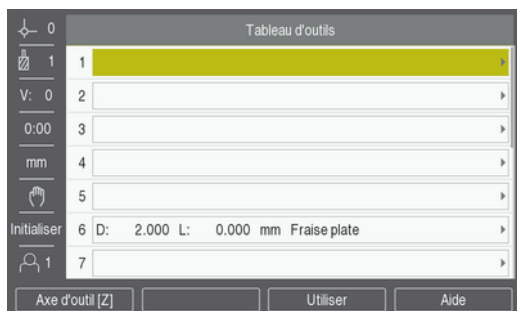 0 Tableau d'outils
1 1
V: 0 2
0:00 3
mm 4
5
Initialiser 6 D: 2.000 L: 0.000 mm Fraise plate
1 7
Axe d'outil [Z] Utiliser Aide